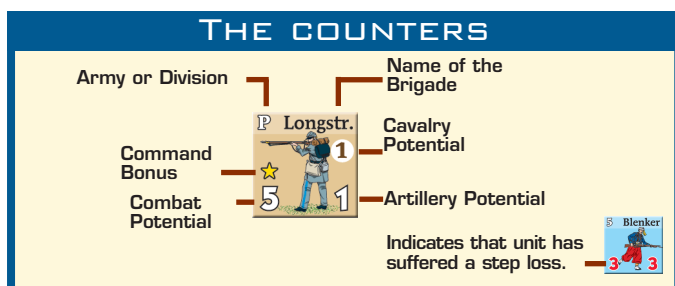 THE COUNTERS
Army or Division
Name of the
Brigade
P Longstr.
Cavalry
Potential
1
Command
Bonus
Combat
Potential
5 1
Artillery Potential
Indicates that unit has
suffered a step loss.
5 Blenker
3 3